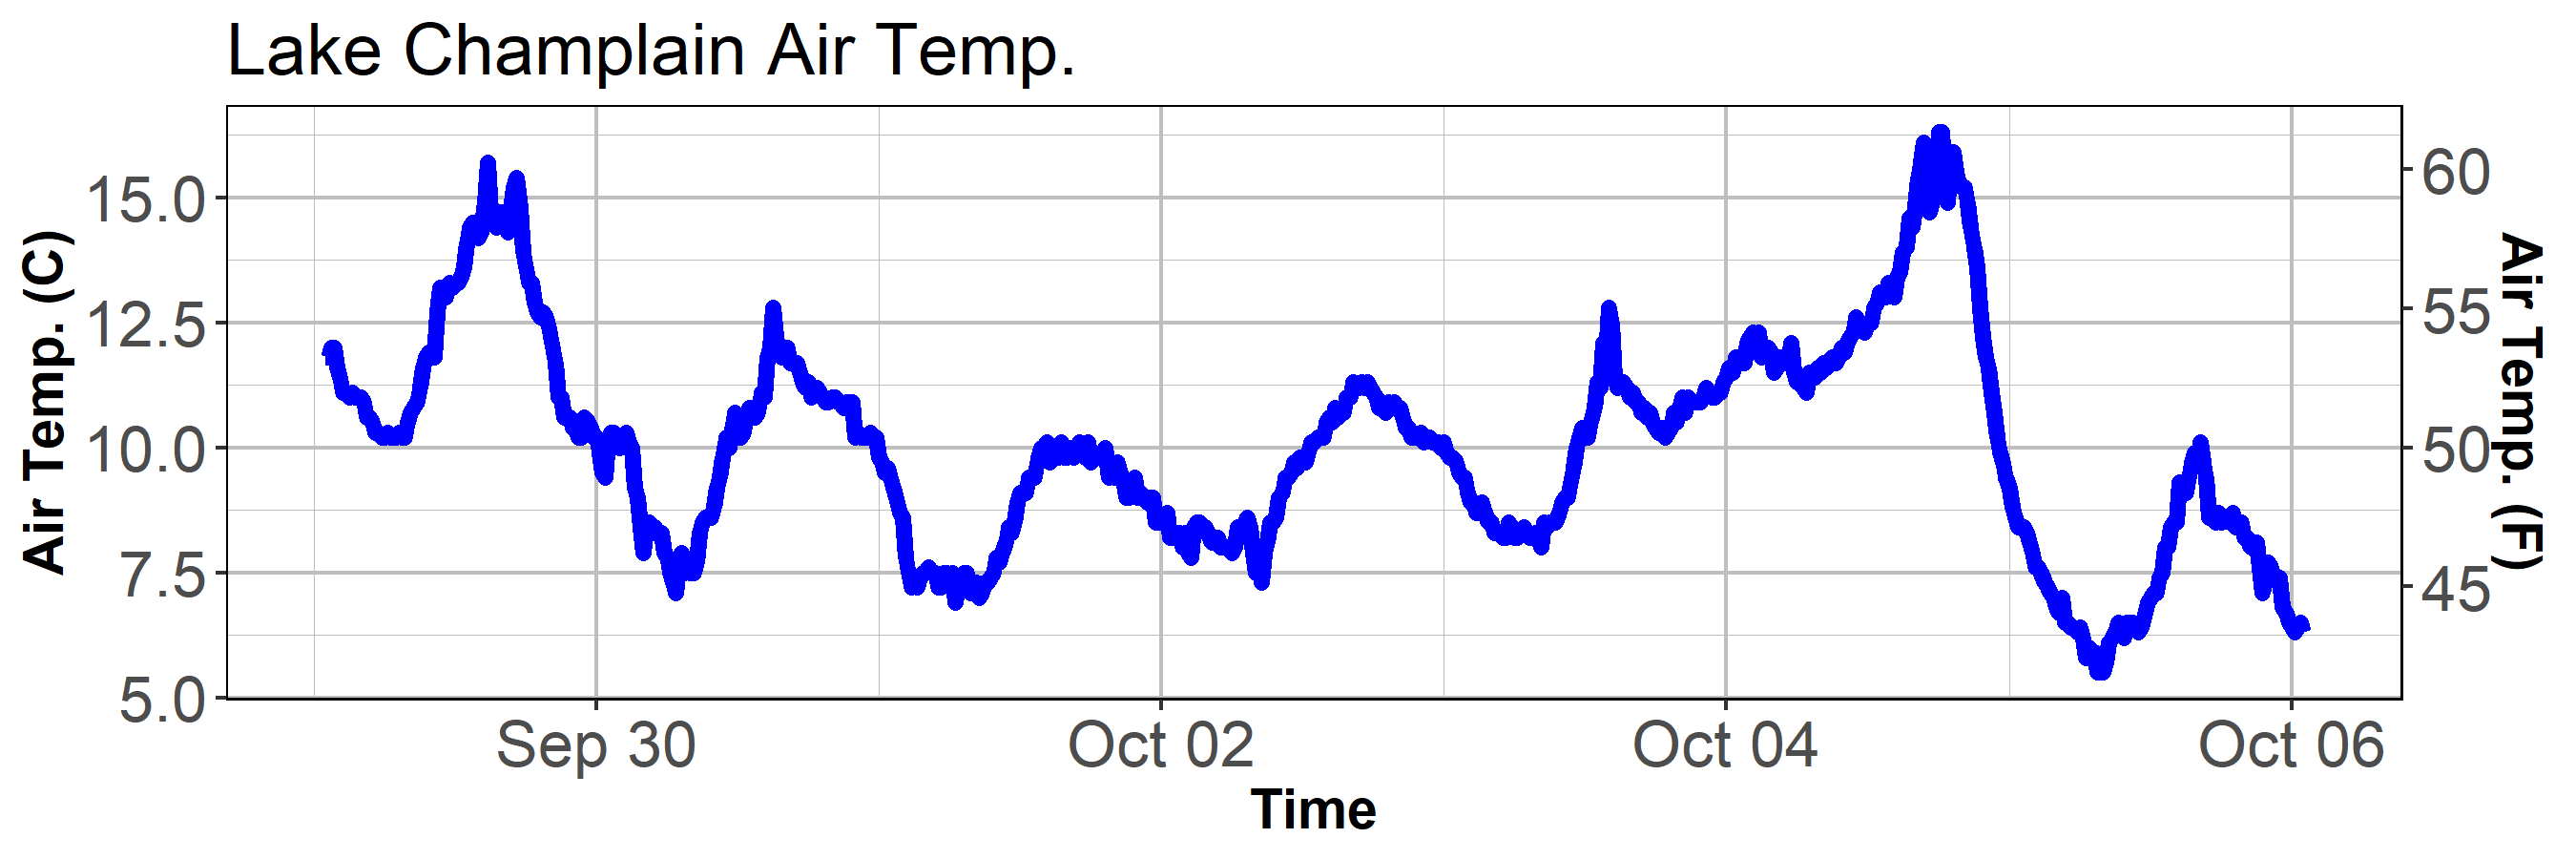 Lake Champlain Air Temp.
Air Temp. (C)
15.0
12.5
10.0
7.5
5.0
60
55
50
45
Air Temp. (F)
Sep 30
Oct 02
Oct 04
Oct 06
Time